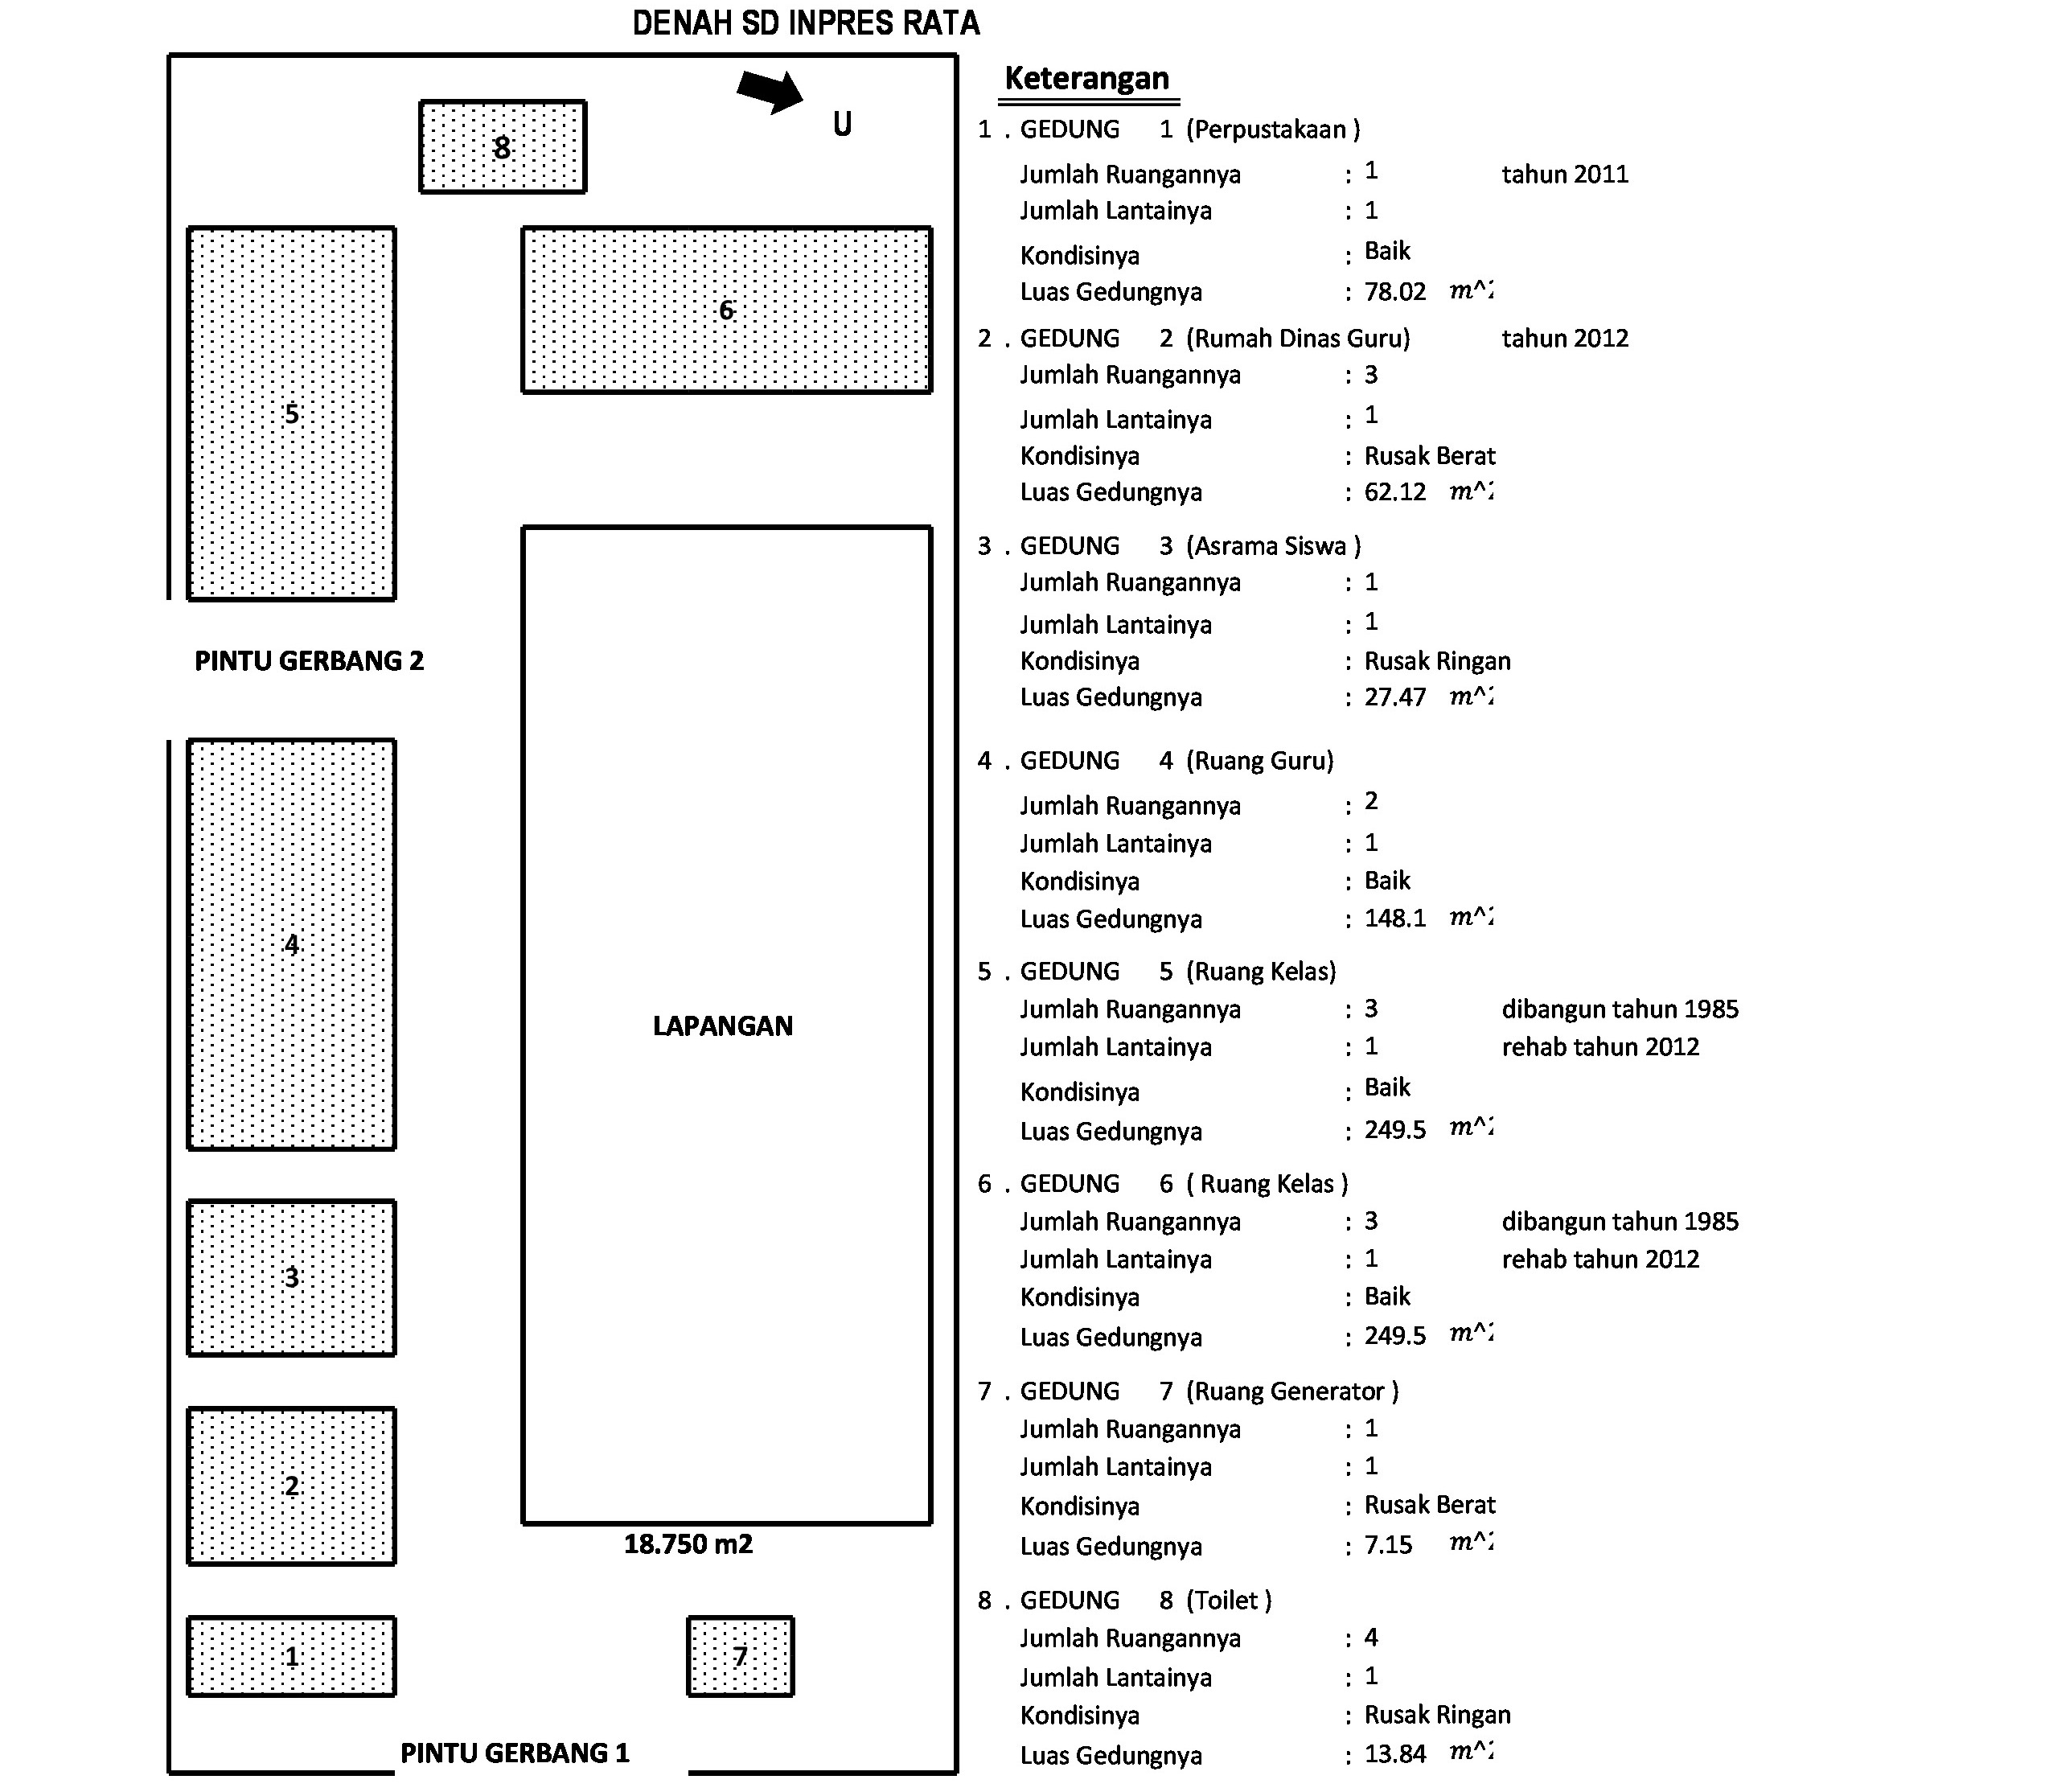 DENAH SD INPRES RATA
U
8
5
6
PINTU GERBANG 2
4
LAPANGAN
3
2
18.750 m2
1
7
PINTU GERBANG 1
Keterangan
1 . GEDUNG 1 (Perpustakaan )
Jumlah Ruangannya : 1 tahun 2011
Jumlah Lantainya : 1
Kondisinya : Baik
Luas Gedungnya : 78.02 m^2
2 . GEDUNG 2 (Rumah Dinas Guru) tahun 2012
Jumlah Ruangannya : 3
Jumlah Lantainya : 1
Kondisinya : Rusak Berat
Luas Gedungnya : 62.12 m^2
3 . GEDUNG 3 (Asrama Siswa )
Jumlah Ruangannya : 1
Jumlah Lantainya : 1
Kondisinya : Rusak Ringan
Luas Gedungnya : 27.47 m^2
4 . GEDUNG 4 (Ruang Guru)
Jumlah Ruangannya : 2
Jumlah Lantainya : 1
Kondisinya : Baik
Luas Gedungnya : 148.1 m^2
5 . GEDUNG 5 (Ruang Kelas)
Jumlah Ruangannya : 3 dibangun tahun 1985
Jumlah Lantainya : 1 rehab tahun 2012
Kondisinya : Baik
Luas Gedungnya : 249.5 m^2
6 . GEDUNG 6 ( Ruang Kelas )
Jumlah Ruangannya : 3 dibangun tahun 1985
Jumlah Lantainya : 1 rehab tahun 2012
Kondisinya : Baik
Luas Gedungnya : 249.5 m^2
7 . GEDUNG 7 (Ruang Generator )
Jumlah Ruangannya : 1
Jumlah Lantainya : 1
Kondisinya : Rusak Berat
Luas Gedungnya : 7.15 m^2
8 . GEDUNG 8 (Toilet )
Jumlah Ruangannya : 4
Jumlah Lantainya : 1
Kondisinya : Rusak Ringan
Luas Gedungnya : 13.84 m^2